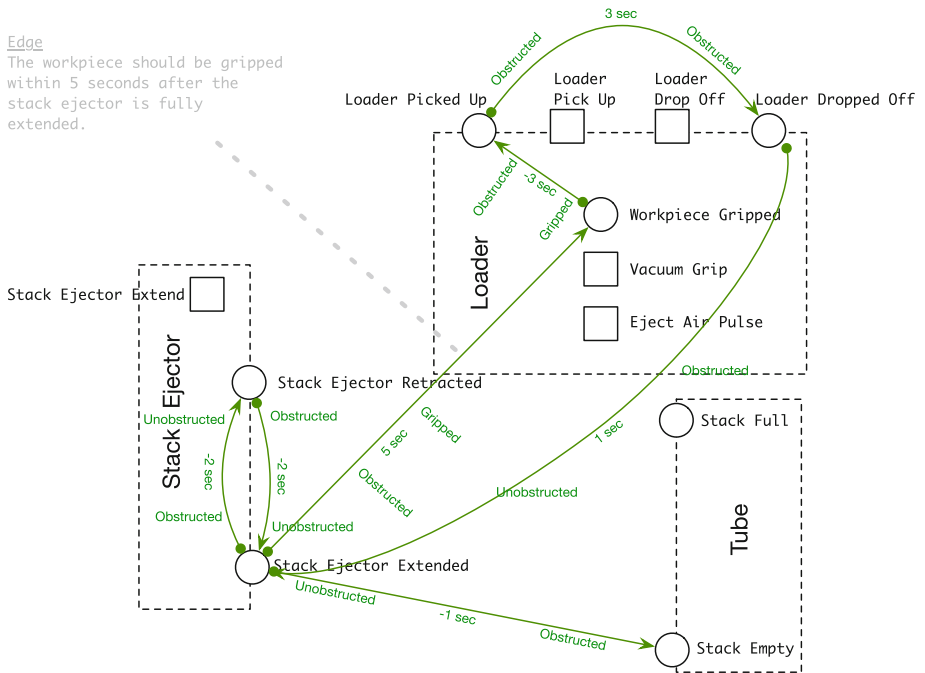 3 sec
Edge
The workpiece should be gripped
within 5 seconds after the
stack ejector is fully
extended.
Obstructed
Obstructed
Loader
Pick Up
Loader
Drop Off
Loader Picked Up
Loader Dropped Off
Obstructed
-3 sec
Gripped
Workpiece Gripped
Loader
Vacuum Grip
Eject Air Pulse
Stack Ejector Extend
Stack Ejector
Stack Ejector Retracted
Obstructed
Unobstructed
Obstructed
Gripped
5 sec
1 sec
Stack Full
-2 sec
-2 sec
Obstructed
Unobstructed
Obstructed
Unobstructed
Tube
Stack Ejector Extended
Unobstructed
-1 sec
Obstructed
Stack Empty